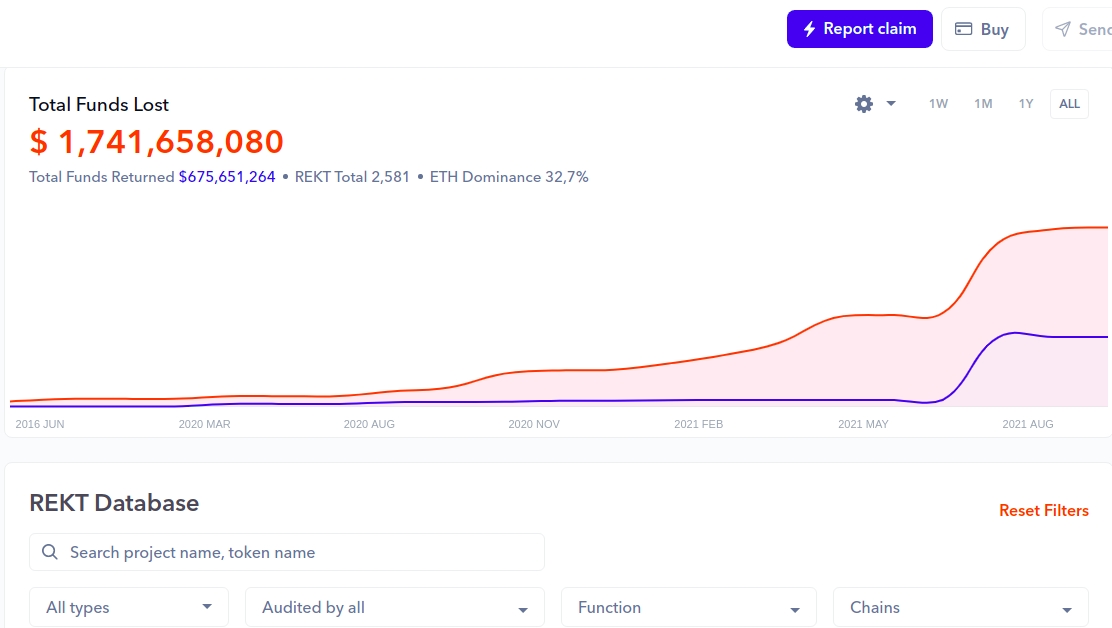 Report claim Buy
Total Funds Lost 1W 1M 1Y ALL
$ 1,741,658,080
Total Funds Returned $675,651,264 • REKT Total 2,581 • ETH Dominance 32,7%
2016 JUN 2020 MAR 2020 AUG 2020 NOV 2021 FEB 2021 MAY 2021 AUG
REKT Database
Reset Filters
Search project name, token name
All types Audited by all Function Chains